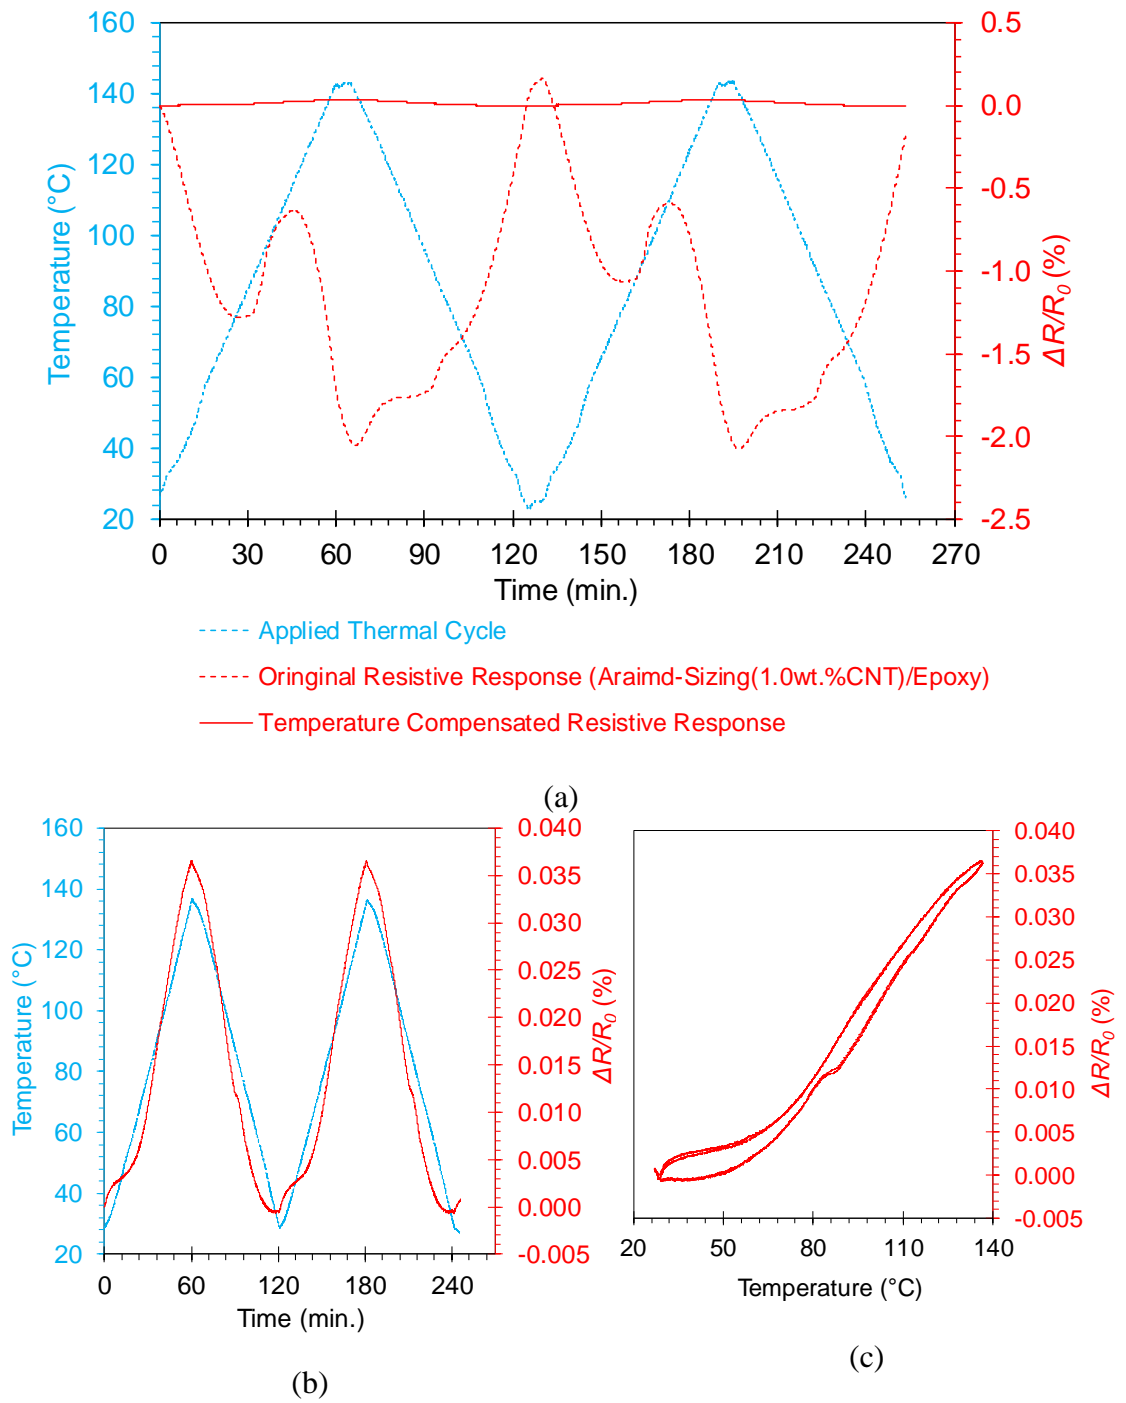 160
140
120
100
80
60
40
20
Temperature (°C)
0.5
0.0
-0.5
-1.0
-1.5
-2.0
-2.5
ΔR/R0 (%)
0 30 60 90 120 150 180 210 240 270
Time (min.)
Applied Thermal Cycle
Oringinal Resistive Response (Araimd-Sizing(1.0wt.%CNT)/Epoxy)
Temperature Compensated Resistive Response
(a)
160
140
120
100
80
60
40
20
Temperature (°C)
0.040
0.035
0.030
0.025
0.020
0.015
0.010
0.005
0.000
-0.005
ΔR/R0 (%)
0 60 120 180 240
Time (min.)
(b)
0.040
0.035
0.030
0.025
0.020
0.015
0.010
0.005
0.000
-0.005
ΔR/R0 (%)
20 50 80 110 140
Temperature (°C)
(c)